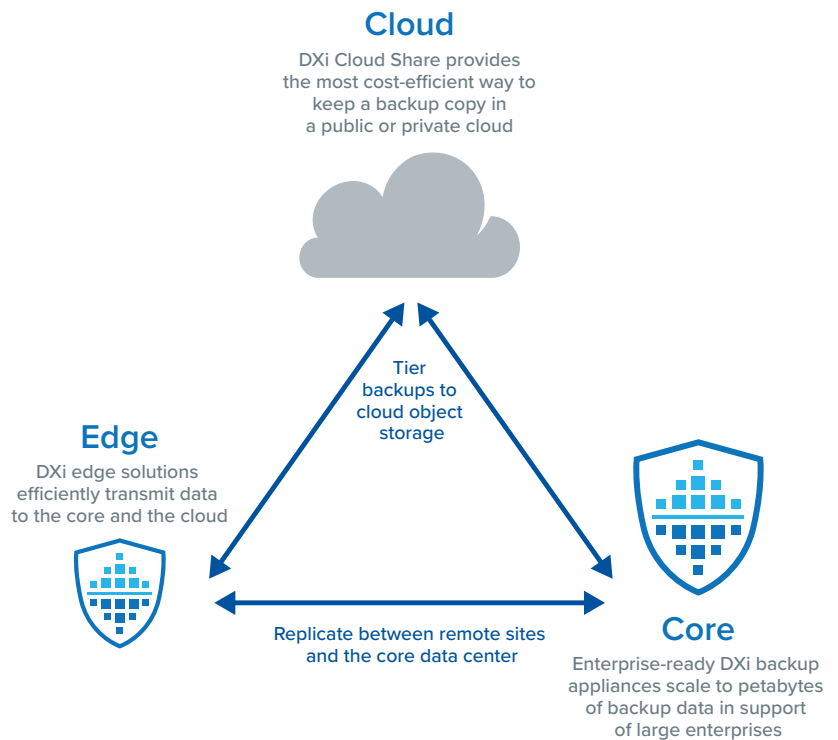 Cloud
DXi Cloud Share provides
the most cost-efficient way to
keep a backup copy in
a public or private cloud
Tier
backups to
cloud object
storage
Edge
DXi edge solutions
efficiently transmit data
to the core and the cloud
Replicate between remote sites
and the core data center
Core
Enterprise-ready DXi backup
appliances scale to petabytes
of backup data in support
of large enterprises